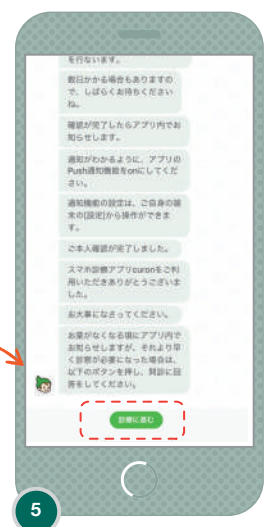 を行ないます。
数日かかる場合もありますの
で、しばらくお待ちください
ね。
確認が完了したらアプリ内でお
知らせします。
通知がわかるように、アプリの
Push通知機能をonにしてくだ
さい。
通知機能の設定は、ご自身の端
末の[設定]から操作ができま
す。
ご本人確認が完了しました。
スマホ診療アプリcuronをご利
用いただきありがとうございま
した。
お大事になさってください。
お薬がなくなる頃にアプリ内で
お知らせしますが、それより早
く診察が必要になった場合は、
以下のボタンを押し、問診に回
答をしてください。
診療に進む
5